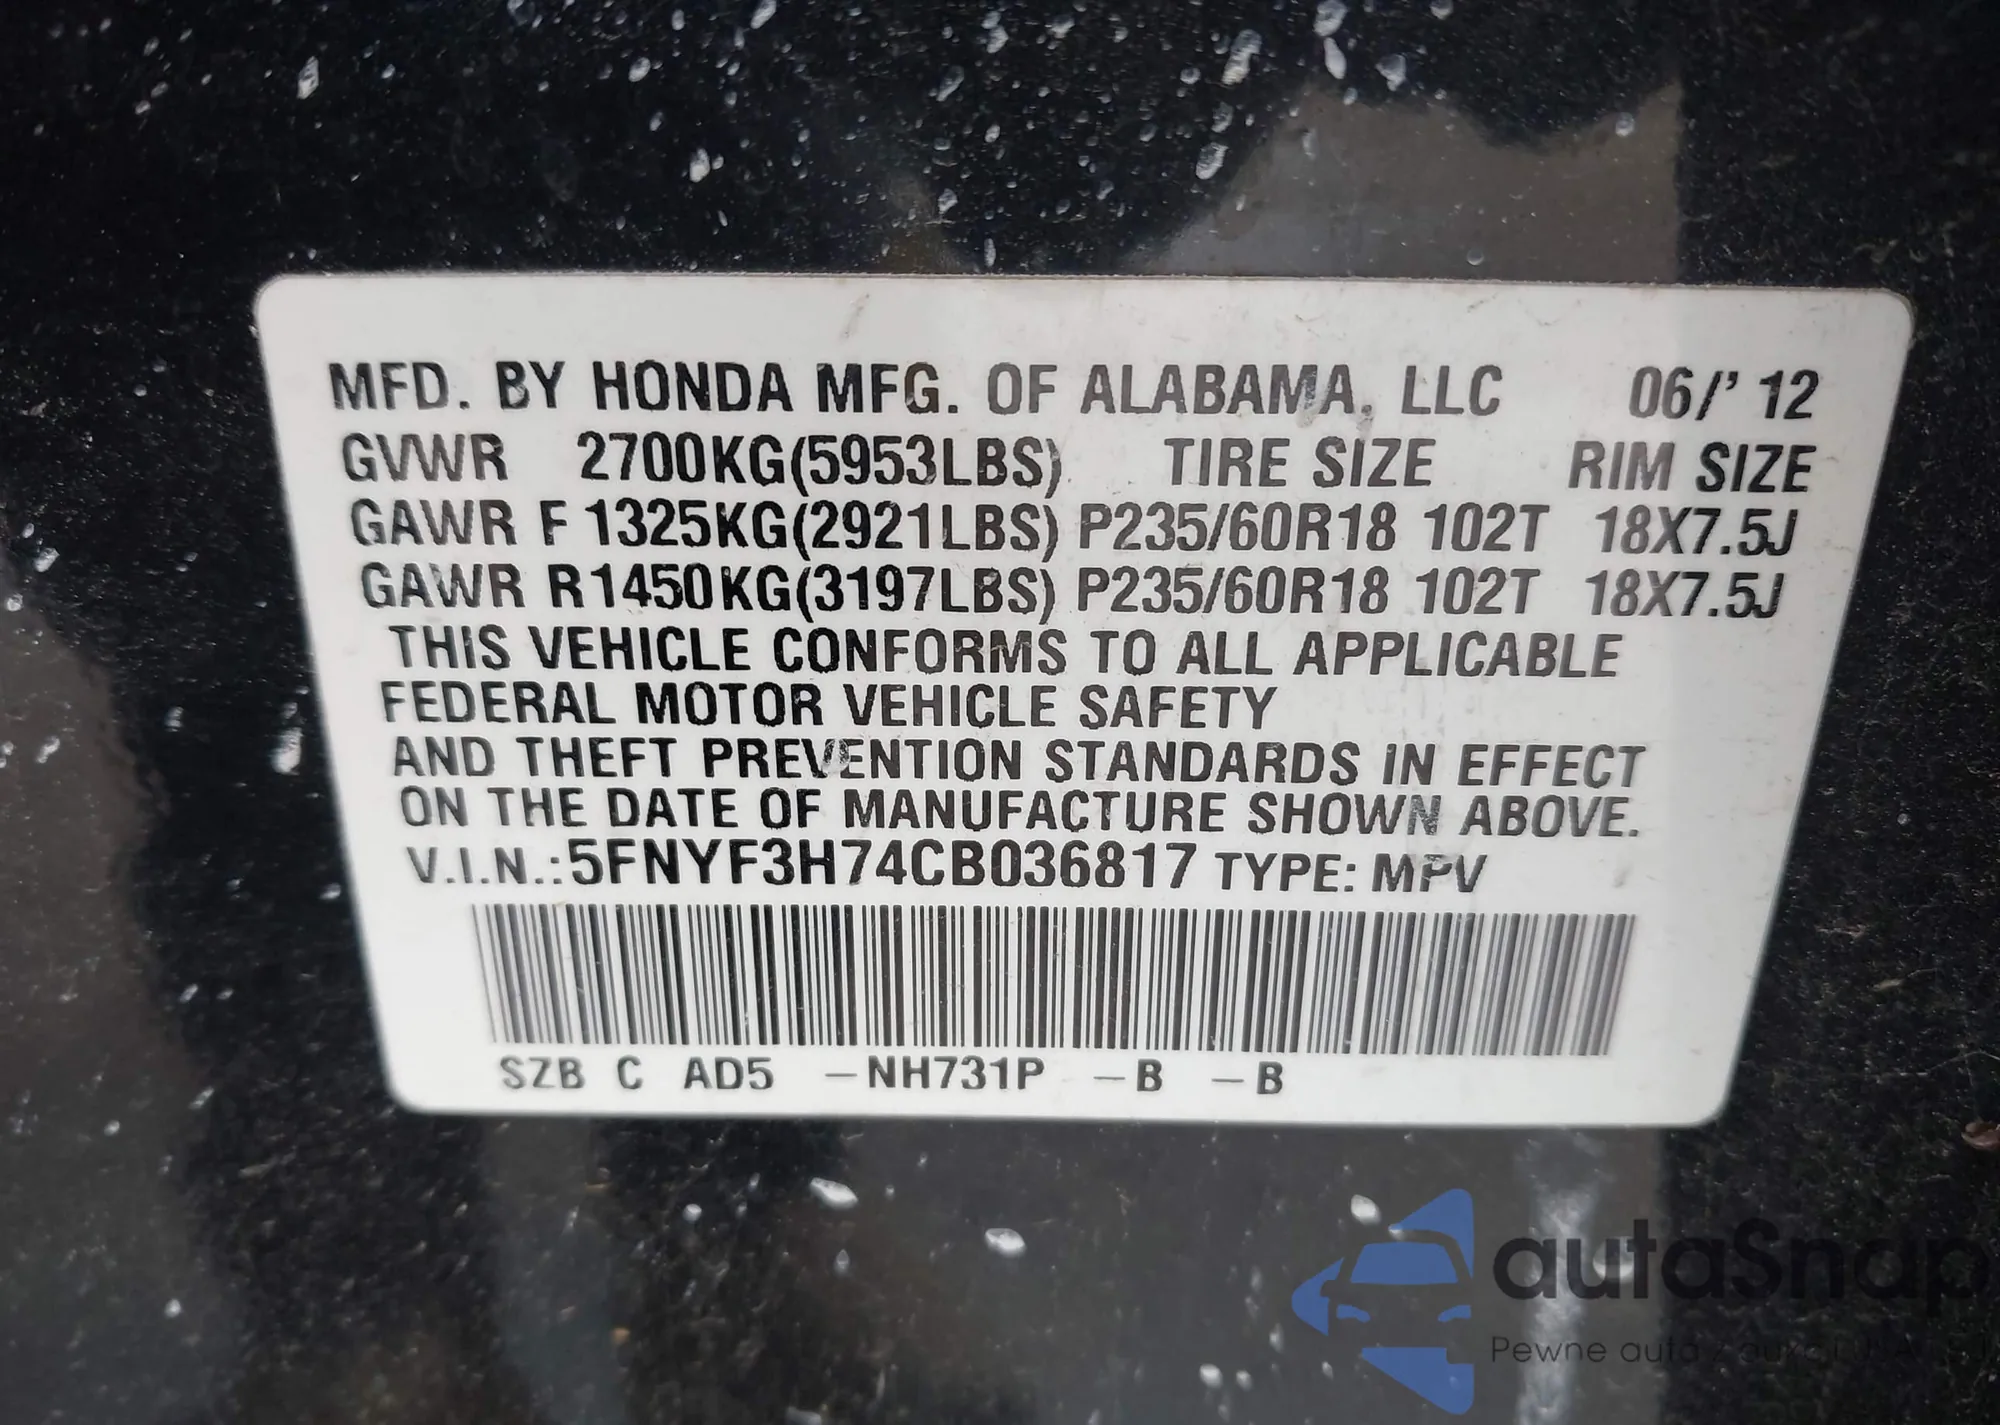 MFD. BY HONDA MFG. OF ALABAMA, LLC 06/'12
GVWR 2700KG(5953LBS) TIRE SIZE RIM SIZE
GAWR F 1325KG(2921LBS) P235/60R18 102T 18X7.5J
GAWR R1450KG(3197LBS) P235/60R18 102T 18X7.5J
THIS VEHICLE CONFORMS TO ALL APPLICABLE
FEDERAL MOTOR VEHICLE SAFETY
AND THEFT PREVENTION STANDARDS IN EFFECT
ON THE DATE OF MANUFACTURE SHOWN ABOVE.
V.I.N.:5FNYF3H74CB036817 TYPE: MPV
SZB C AD5 -NH731P -B -B
autaSnap
Pewne auta z